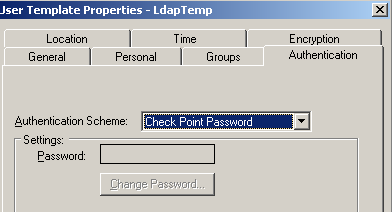 User Template Properties - LdapTemp
Location Time Encryption
General Personal Groups Authentication
Authentication Scheme: Check Point Password
Settings:
Password:
Change Password...